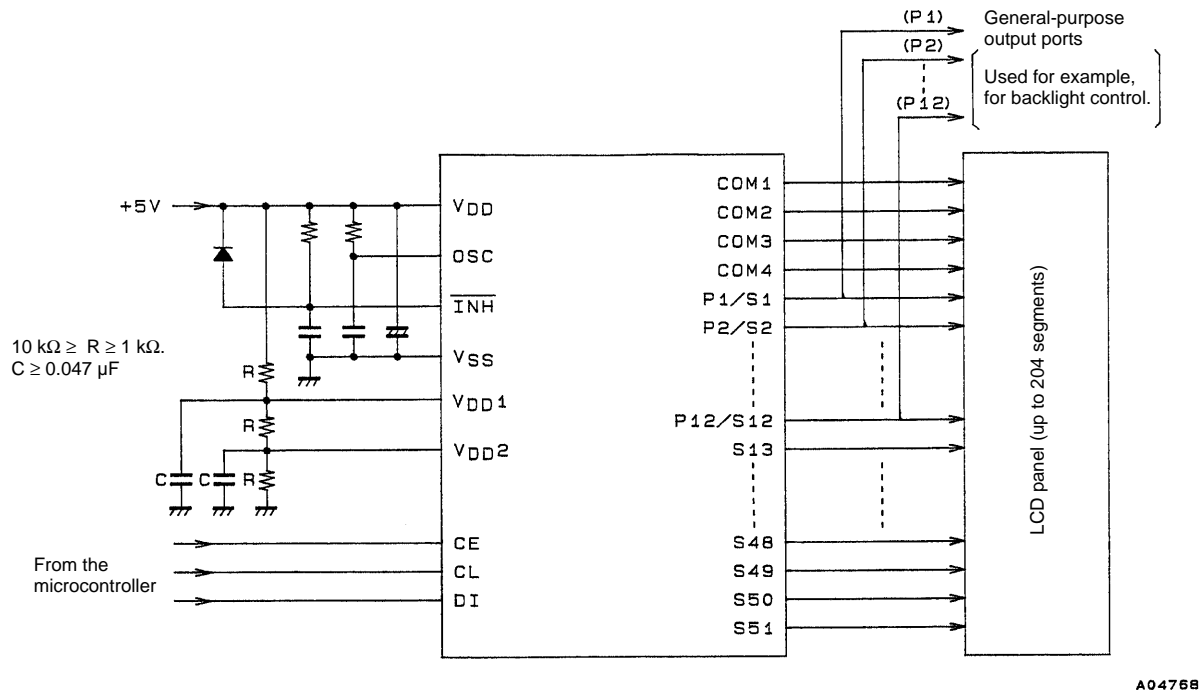 (P1)
General-purpose
output ports
(P2)
Used for example,
for backlight control.
(P12)
+5V
VDD
OSC
INH
VSS
VDD1
VDD2
10 kΩ ≥ R ≥ 1 kΩ.
C ≥ 0.047 µF
R
R
R
C
C
From the
microcontroller
CE
CL
DI
COM1
COM2
COM3
COM4
P1/S1
P2/S2
P12/S12
S13
S48
S49
S50
S51
LCD panel (up to 204 segments)
A04768